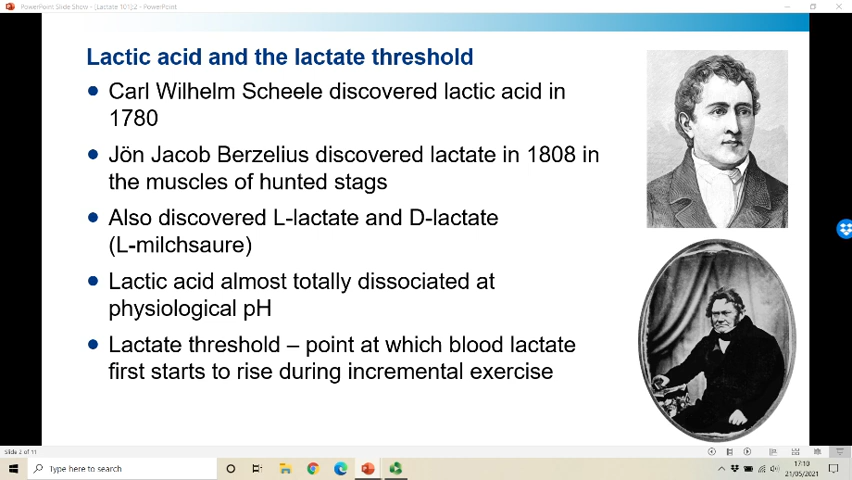 PowerPoint Slide Show - [Lactate 101]:2 - PowerPoint
Lactic acid and the lactate threshold
• Carl Wilhelm Scheele discovered lactic acid in
1780
• Jön Jacob Berzelius discovered lactate in 1808 in
the muscles of hunted stags
• Also discovered L-lactate and D-lactate
(L-milchsaure)
• Lactic acid almost totally dissociated at
physiological pH
• Lactate threshold – point at which blood lactate
first starts to rise during incremental exercise
Slide 2 of 11
Type here to search
17:10
21/05/2021